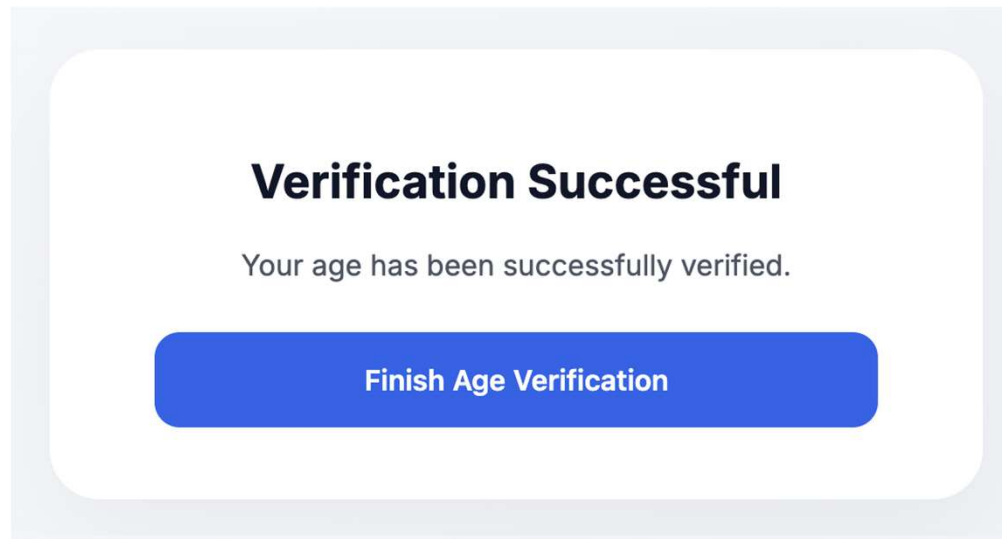 Verification Successful
Your age has been successfully verified.
Finish Age Verification